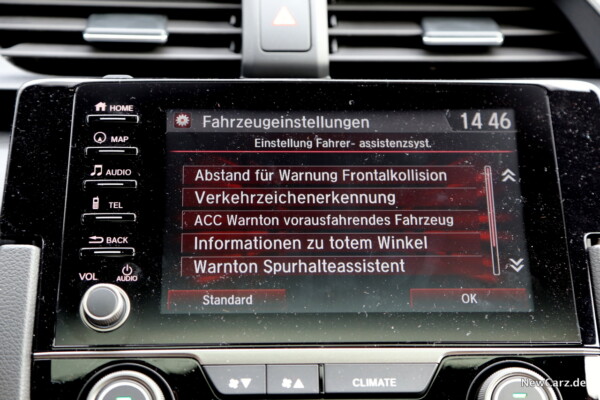 HOME
MAP
AUDIO
TEL
BACK
VOL
AUDIO
Fahrzeugeinstellungen 14 46
Einstellung Fahrer- assistenzsyst.
Abstand für Warnung Frontalkollision
Verkehrzeichenerkennung
ACC Warnton vorausfahrendes Fahrzeug
Informationen zu totem Winkel
Warnton Spurhalteassistent
Standard OK
CLIMATE
NewCarz.de